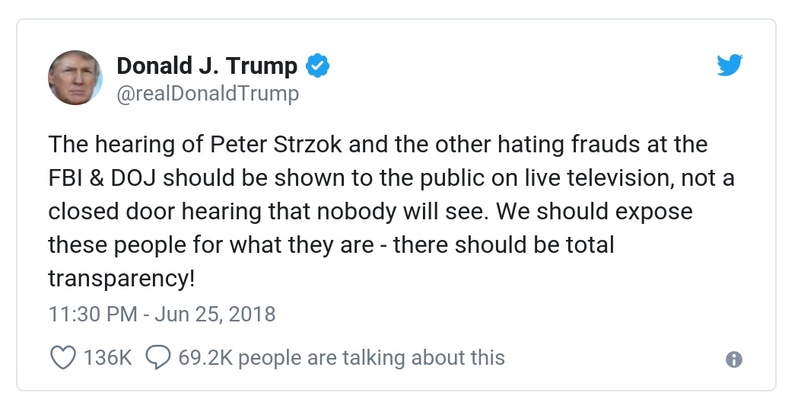 Donald J. Trump
@realDonaldTrump
The hearing of Peter Strzok and the other hating frauds at the
FBI & DOJ should be shown to the public on live television, not a
closed door hearing that nobody will see. We should expose
these people for what they are - there should be total
transparency!
11:30 PM - Jun 25, 2018
136K 69.2K people are talking about this